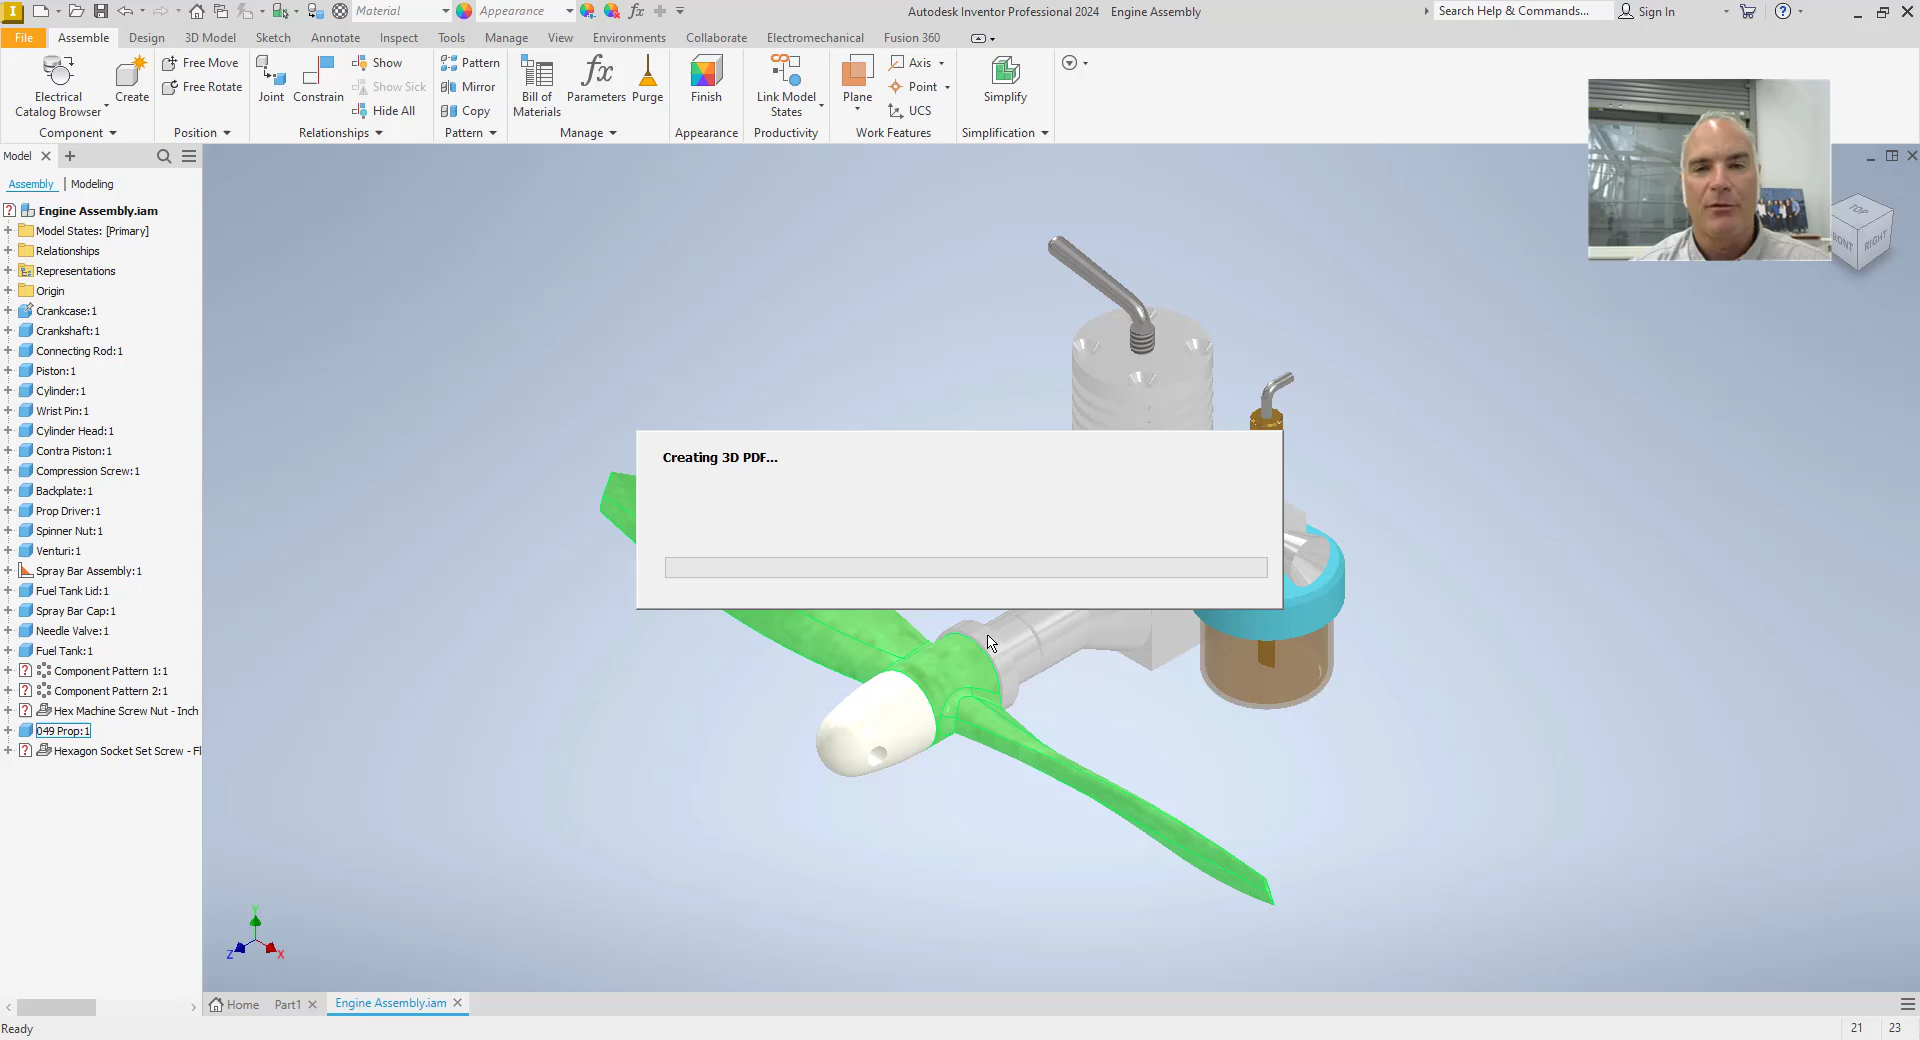 Material
Appearance
fx
Autodesk Inventor Professional 2024 Engine Assembly
Search Help & Commands...
Sign In
File
Assemble
Design
3D Model
Sketch
Annotate
Inspect
Tools
Manage
View
Environments
Collaborate
Electromechanical
Fusion 360
Electrical
Catalog Browser
Create
Free Move
Free Rotate
Joint
Constrain
Show
Show Sick
Hide All
Pattern
Mirror
Copy
Bill of
Materials
fx
Parameters
Purge
Finish
Link Model
States
Plane
Axis
Point
UCS
Simplify
Component
Position
Relationships
Pattern
Manage
Appearance
Productivity
Work Features
Simplification
Model
Assembly | Modeling
Engine Assembly.iam
Model States: [Primary]
Relationships
Representations
Origin
Crankcase:1
Crankshaft:1
Connecting Rod:1
Piston:1
Cylinder:1
Wrist Pin:1
Cylinder Head:1
Contra Piston:1
Compression Screw:1
Backplate:1
Prop Driver:1
Spinner Nut:1
Venturi:1
Spray Bar Assembly:1
Fuel Tank Lid:1
Spray Bar Cap:1
Needle Valve:1
Fuel Tank:1
Component Pattern 1:1
Component Pattern 2:1
Hex Machine Screw Nut - Inch
049 Prop:1
Hexagon Socket Set Screw - Fl
TOP
RONT
RIGHT
Creating 3D PDF...
Y
Z
X
Home
Part1
Engine Assembly.iam
Ready
21
23